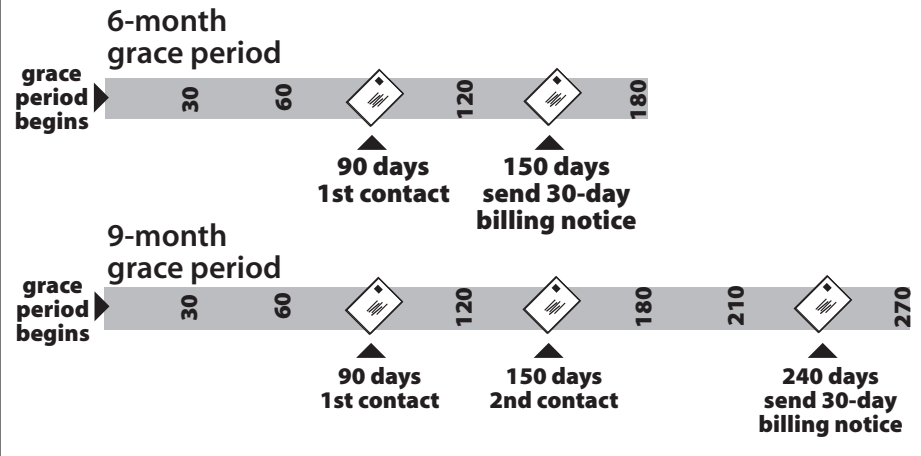 6-month
grace period
grace
period
begins
30
60
120
180
90 days
1st contact
150 days
send 30-day
billing notice
9-month
grace period
grace
period
begins
30
60
120
180
210
270
90 days
1st contact
150 days
2nd contact
240 days
send 30-day
billing notice